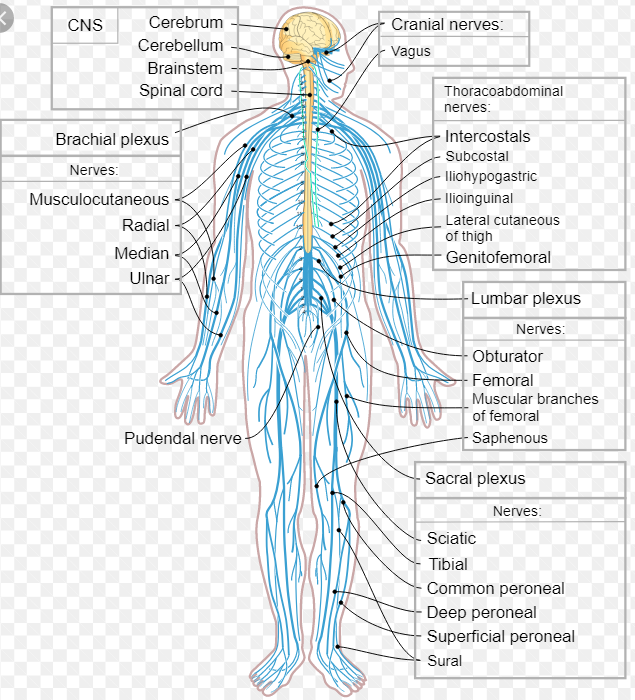 CNS
Cerebrum
Cerebellum
Brainstem
Spinal cord
Cranial nerves:
Vagus
Thoracoabdominal
nerves:
Intercostals
Subcostal
Iliohypogastric
Ilioinguinal
Lateral cutaneous
of thigh
Genitofemoral
Brachial plexus
Nerves:
Musculocutaneous
Radial
Median
Ulnar
Lumbar plexus
Nerves:
Obturator
Femoral
Muscular branches
of femoral
Saphenous
Pudendal nerve
Sacral plexus
Nerves:
Sciatic
Tibial
Common peroneal
Deep peroneal
Superficial peroneal
Sural